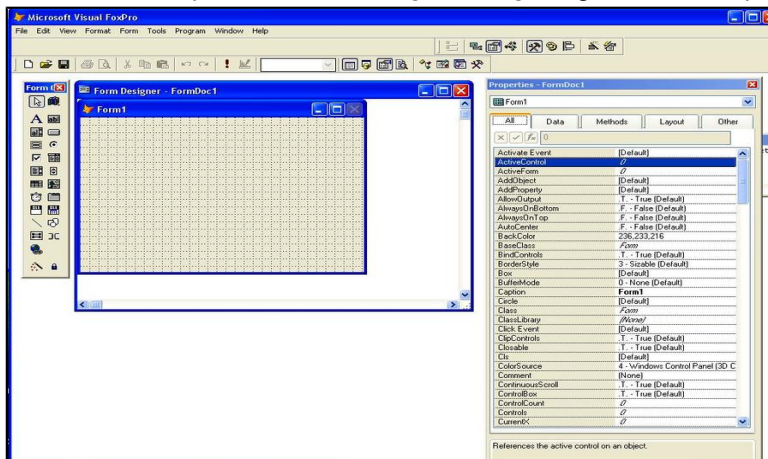 Microsoft Visual FoxPro
File Edit View Format Form Tools Program Window Help
Form C
Form Designer - FormDoc1
Form1
Properties - FormDoc1
Form1
All Data Methods Layout Other
0
Activate Event [Default]
ActiveControl 0
ActiveForm 0
AddObject [Default]
AddProperty [Default]
AllowOutput .T. - True (Default)
AlwaysOnBottom .F. - False (Default)
AlwaysOnTop .F. - False (Default)
AutoCenter .F. - False (Default)
BackColor 236,233,216
BaseClass Form
BindControls .T. - True (Default)
BorderStyle 3 - Sizable (Default)
Box [Default]
BufferMode 0 - None (Default)
Caption Form1
Circle [Default]
Class Form
ClassLibrary (None)
Click Event [Default]
ClipControls .T. - True (Default)
Closable .T. - True (Default)
Cls [Default]
ColorSource 4 - Windows Control Panel (3D C
Comment (None)
ContinuousScroll .T. - True (Default)
ControlBox .T. - True (Default)
ControlCount 0
Controls 0
CurrentX 0
References the active control on an object.